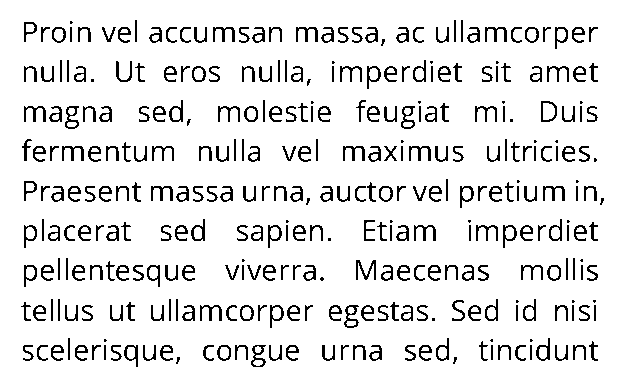 Proin vel accumsan massa, ac ullamcorper
nulla. Ut eros nulla, imperdiet sit amet
magna sed, molestie feugiat mi. Duis
fermentum nulla vel maximus ultricies.
Praesent massa urna, auctor vel pretium in,
placerat sed sapien. Etiam imperdiet
pellentesque viverra. Maecenas mollis
tellus ut ullamcorper egestas. Sed id nisi
scelerisque, congue urna sed, tincidunt